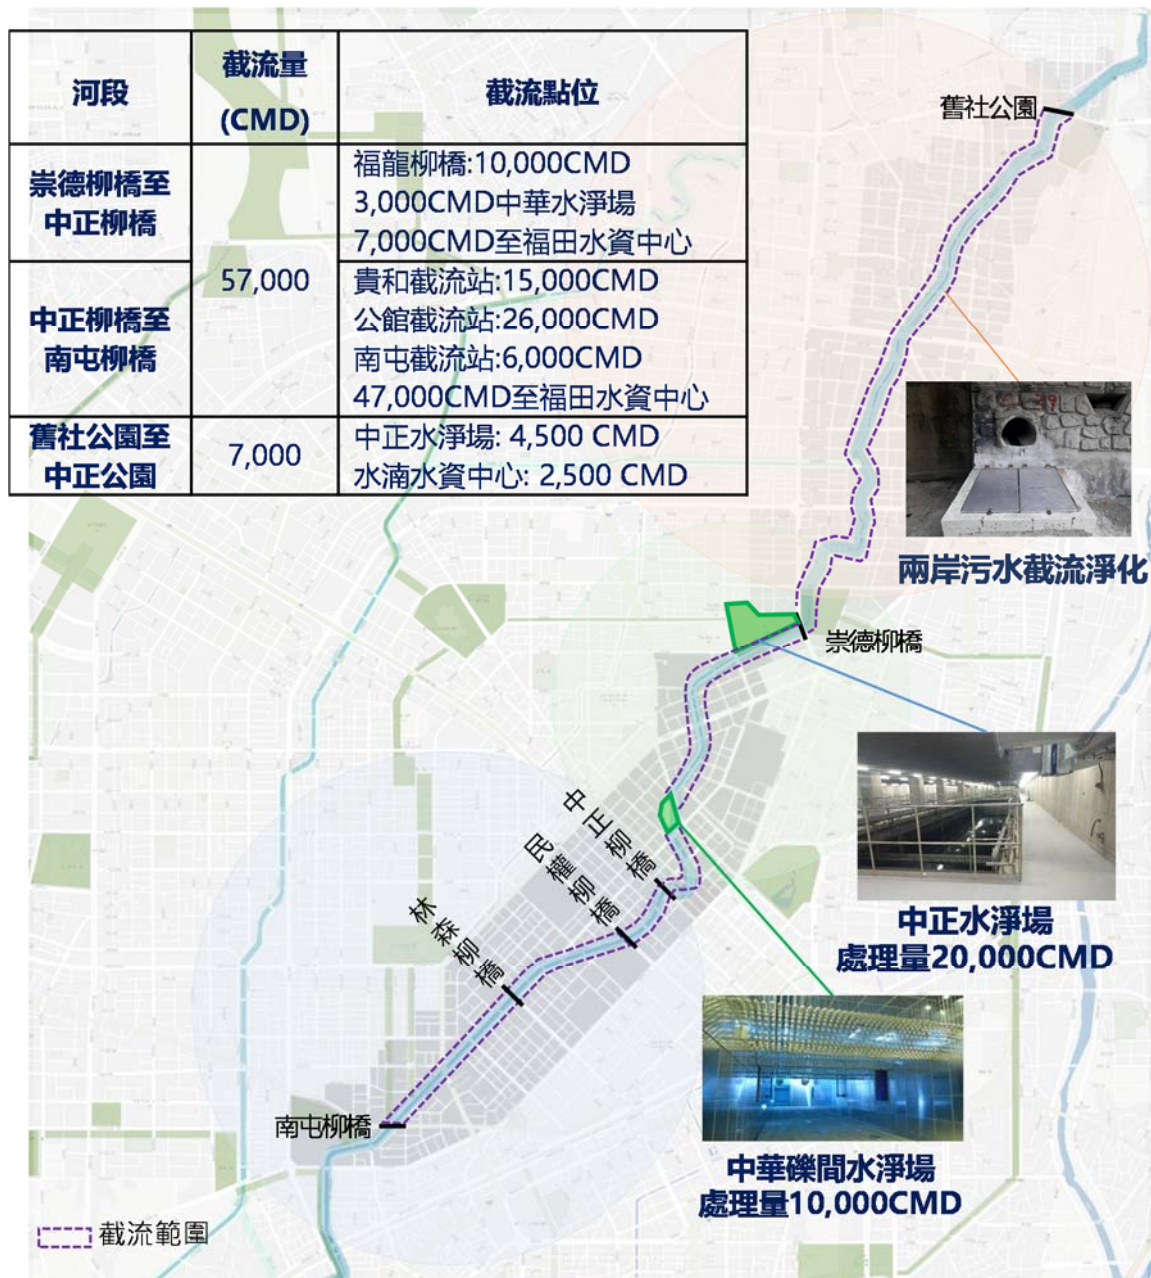 河段
截流量
(CMD)
截流點位
崇德柳橋至
中正柳橋
57,000
福龍柳橋:10,000CMD
3,000CMD中華水淨場
7,000CMD至福田水資中心
中正柳橋至
南屯柳橋
貴和截流站:15,000CMD
公館截流站:26,000CMD
南屯截流站:6,000CMD
47,000CMD至福田水資中心
舊社公園至
中正公園
7,000
中正水淨場: 4,500 CMD
水湳水資中心: 2,500 CMD
舊社公園
兩岸污水截流淨化
崇德柳橋
中正水淨場
處理量20,000CMD
中正柳橋
民權柳橋
林森柳橋
南屯柳橋
中華礫間水淨場
處理量10,000CMD
截流範圍